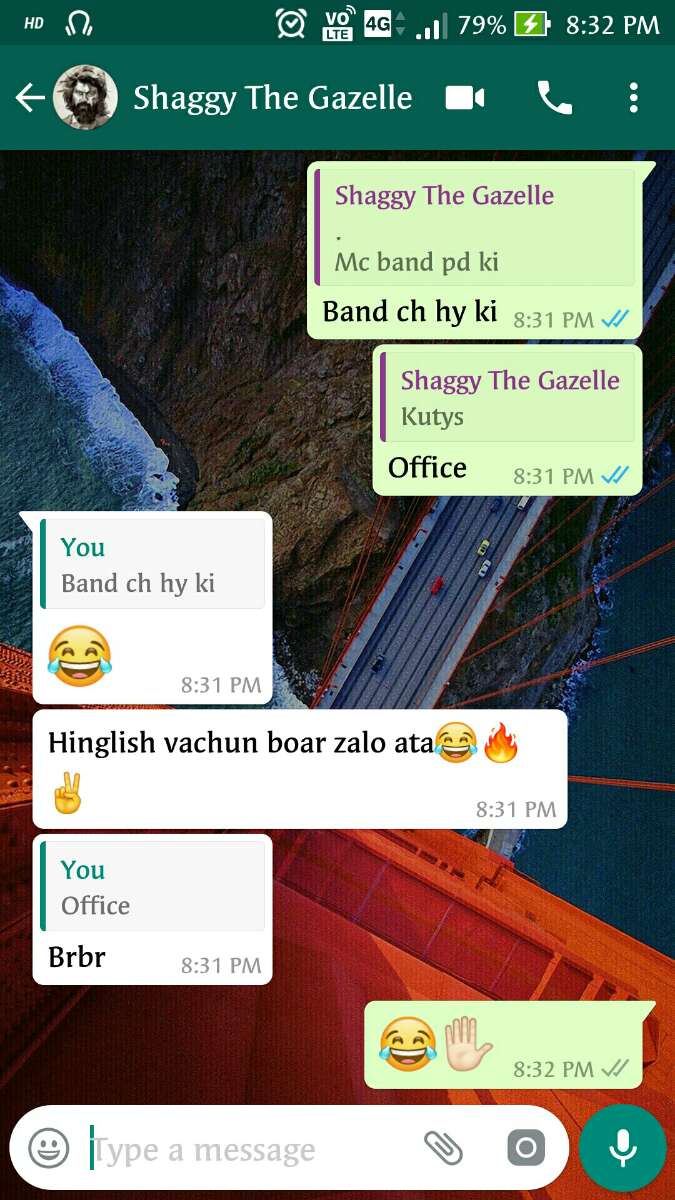 HD VO LTE 4G 79% 8:32 PM
Shaggy The Gazelle
Shaggy The Gazelle
.
Mc band pd ki
Band ch hy ki 8:31 PM
Shaggy The Gazelle
Kutys
Office 8:31 PM
You
Band ch hy ki
😂
8:31 PM
Hinglish vachun boar zalo ata😂🔥
✌
8:31 PM
You
Office
Brbr 8:31 PM
😂✋🏻 8:32 PM
Type a message